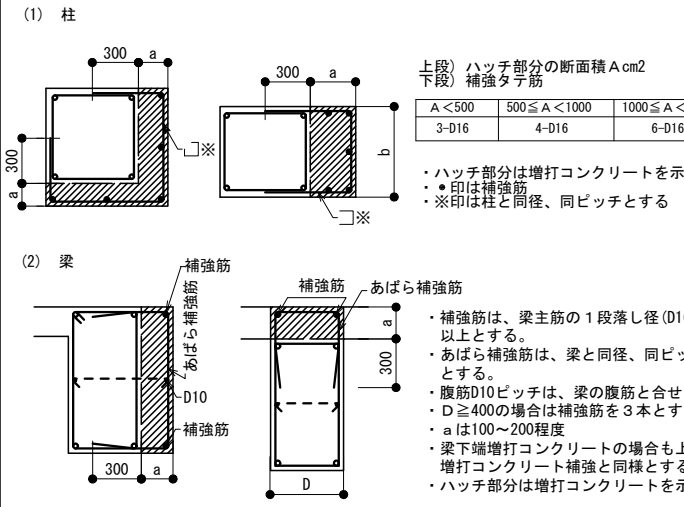 (1) 柱
300 a
300
a
□※
300 a
b
□※
上段) ハッチ部分の断面積Ａcm2
下段) 補強タテ筋
Ａ＜500 500≦Ａ＜1000 1000≦Ａ＜
3-D16 4-D16 6-D16
・ハッチ部分は増打コンクリートを示
・●印は補強筋
・※印は柱と同径、同ピッチとする
(2) 梁
補強筋
あばら補強筋
D10
補強筋
300 a
補強筋 あばら補強筋
a
300
D
・補強筋は、梁主筋の１段落し径(D1
以上とする。
・あばら補強筋は、梁と同径、同ピッ
とする。
・腹筋D10ピッチは、梁の腹筋と合せ
・Ｄ≧400の場合は補強筋を３本とす
・ａは100～200程度
・梁下端増打コンクリートの場合も上
増打コンクリート補強と同様とする
・ハッチ部分は増打コンクリートを示